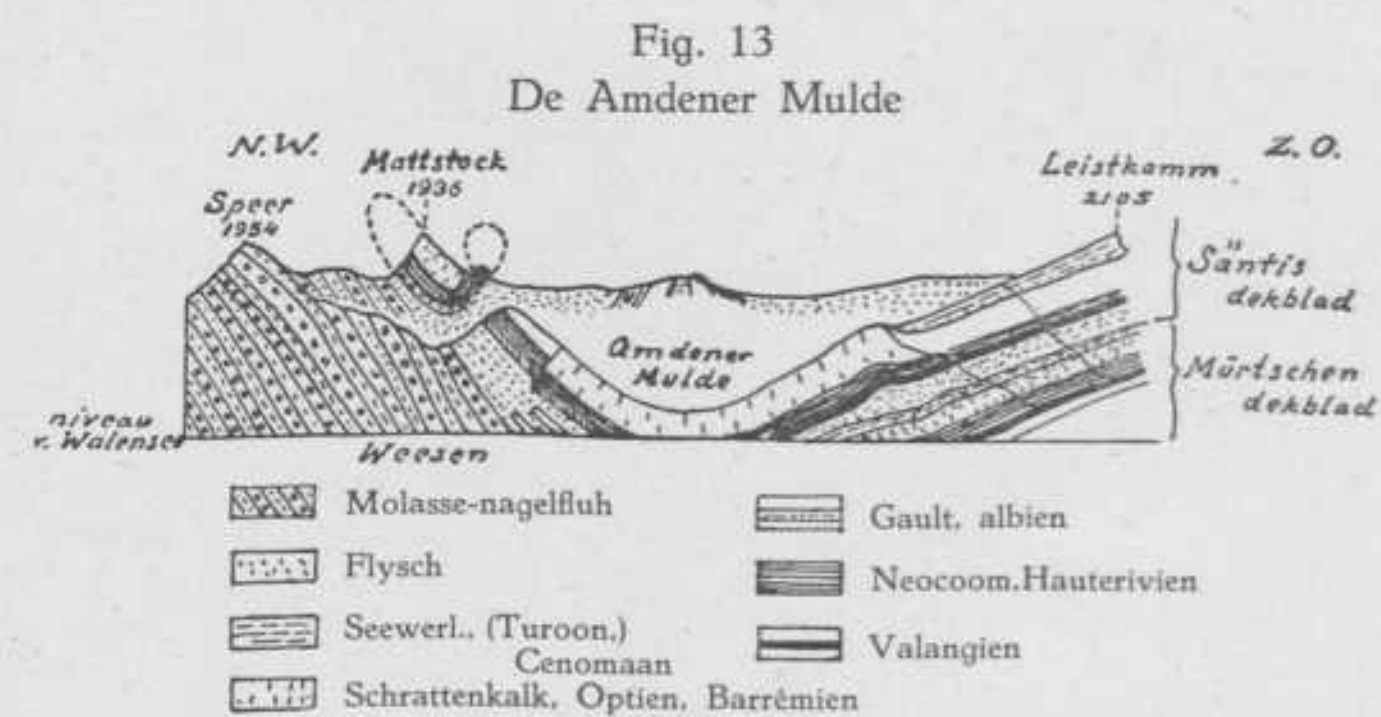 Fig. 13
De Amdener Mulde
N.W.
Z.O.
Mattstock
1936
Leistkamm.
2105
Speer
1954
Säntis
dekblad
Amdener
Mulde
Mürtschen
dekblad
niveau
v. Walensee
Weesen
Molasse-nagelfluh
Gault. albien
Flysch
Neocoom.Hauterivien
Seewerl., (Turoon.)
Cenomaan
Valangien
Schrattenkalk, Optien, Barrêmien